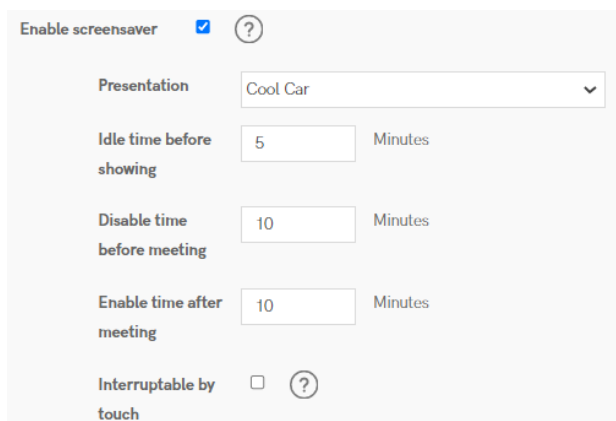 Enable screensaver ?
Presentation Cool Car
Idle time before
showing
5 Minutes
Disable time
before meeting
10 Minutes
Enable time after
meeting
10 Minutes
Interruptable by
touch
?